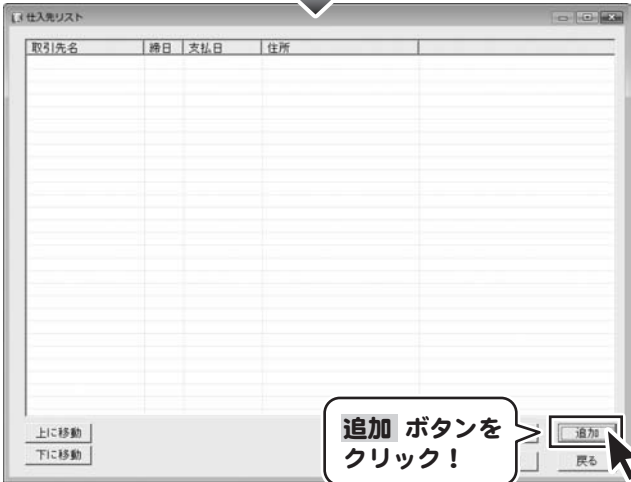 仕入先リスト
取引先名 締日 支払日 住所
上に移動
下に移動
追加 ボタンを
クリック！
追加
戻る